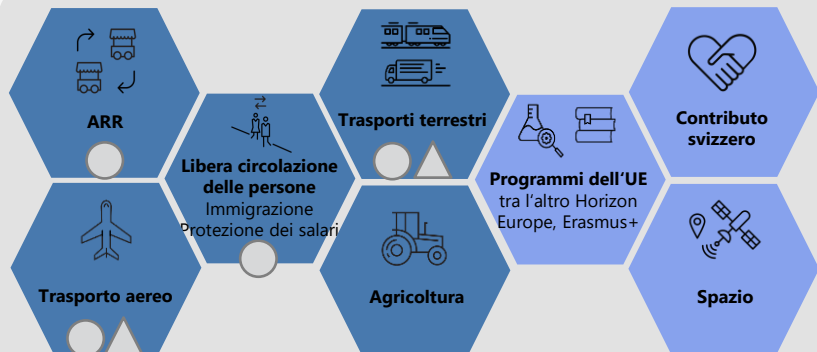 ARR
Libera circolazione
delle persone
Immigrazione
Protezione dei salari
Trasporti terrestri
Programmi dell'UE
tra l'altro Horizon
Europe, Erasmus+
Contributo
svizzero
Trasporto aereo
Agricoltura
Spazio